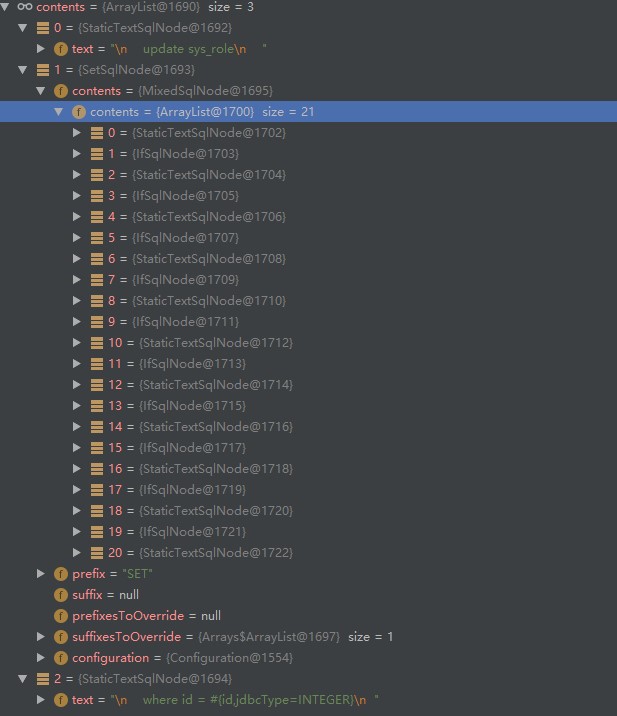 contents = {ArrayList@1690} size = 3
0 = {StaticTextSqlNode@1692}
f text = "\n    update sys_role\n    "
1 = {SetSqlNode@1693}
f contents = {MixedSqlNode@1695}
f contents = {ArrayList@1700} size = 21
0 = {StaticTextSqlNode@1702}
1 = {IfSqlNode@1703}
2 = {StaticTextSqlNode@1704}
3 = {IfSqlNode@1705}
4 = {StaticTextSqlNode@1706}
5 = {IfSqlNode@1707}
6 = {StaticTextSqlNode@1708}
7 = {IfSqlNode@1709}
8 = {StaticTextSqlNode@1710}
9 = {IfSqlNode@1711}
10 = {StaticTextSqlNode@1712}
11 = {IfSqlNode@1713}
12 = {StaticTextSqlNode@1714}
13 = {IfSqlNode@1715}
14 = {StaticTextSqlNode@1716}
15 = {IfSqlNode@1717}
16 = {StaticTextSqlNode@1718}
17 = {IfSqlNode@1719}
18 = {StaticTextSqlNode@1720}
19 = {IfSqlNode@1721}
20 = {StaticTextSqlNode@1722}
f prefix = "SET"
f suffix = null
f prefixesToOverride = null
f suffixesToOverride = {Arrays$ArrayList@1697} size = 1
f configuration = {Configuration@1554}
2 = {StaticTextSqlNode@1694}
f text = "\n    where id = #{id,jdbcType=INTEGER}\n  "